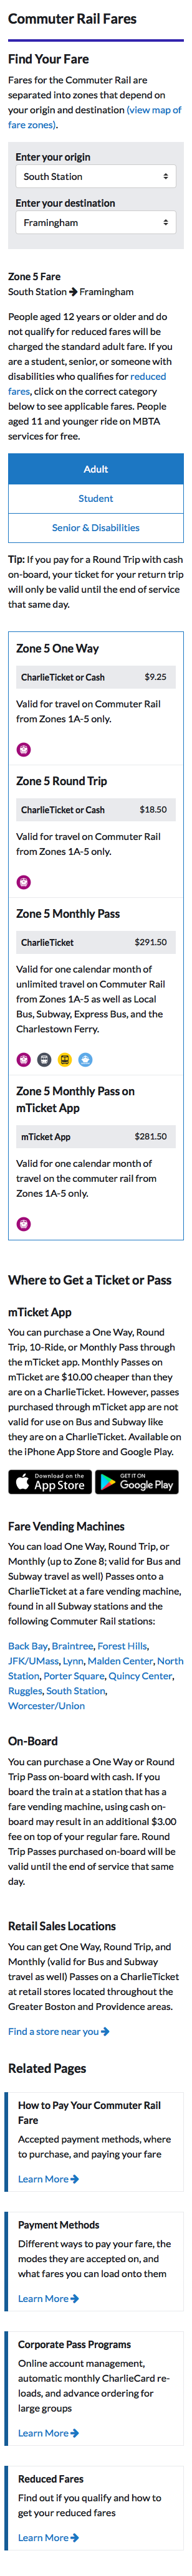 Commuter Rail Fares
Find Your Fare
Fares for the Commuter Rail are
separated into zones that depend on
your origin and destination (view map of
fare zones).
Enter your origin
South Station
Enter your destination
Framingham
Zone 5 Fare
South Station → Framingham
People aged 12 years or older and do
not qualify for reduced fares will be
charged the standard adult fare. If you
are a student, senior, or someone with
disabilities who qualifies for reduced
fares, click on the correct category
below to see applicable fares. People
aged 11 and younger ride on MBTA
services for free.
Adult
Student
Senior & Disabilities
Tip: If you pay for a Round Trip with cash
on-board, your ticket for your return trip
will only be valid until the end of service
that same day.
Zone 5 One Way
CharlieTicket or Cash $9.25
Valid for travel on Commuter Rail
from Zones 1A-5 only.
Zone 5 Round Trip
CharlieTicket or Cash $18.50
Valid for travel on Commuter Rail
from Zones 1A-5 only.
Zone 5 Monthly Pass
CharlieTicket $291.50
Valid for one calendar month of
unlimited travel on Commuter Rail
from Zones 1A-5 as well as Local
Bus, Subway, Express Bus, and the
Charlestown Ferry.
Zone 5 Monthly Pass on
mTicket App
mTicket App $281.50
Valid for one calendar month of
travel on the commuter rail from
Zones 1A-5 only.
Where to Get a Ticket or Pass
mTicket App
You can purchase a One Way, Round
Trip, 10-Ride, or Monthly Pass through
the mTicket app. Monthly Passes on
mTicket are $10.00 cheaper than they
are on a CharlieTicket. However, passes
purchased through mTicket app are not
valid for use on Bus and Subway like
they are on a CharlieTicket. Available on
the iPhone App Store and Google Play.
Download on the
App Store
GET IT ON
Google Play
Fare Vending Machines
You can load One Way, Round Trip, or
Monthly (up to Zone 8; valid for Bus and
Subway travel as well) Passes onto a
CharlieTicket at a fare vending machine,
found in all Subway stations and the
following Commuter Rail stations:
Back Bay, Braintree, Forest Hills,
JFK/UMass, Lynn, Malden Center, North
Station, Porter Square, Quincy Center,
Ruggles, South Station,
Worcester/Union
On-Board
You can purchase a One Way or Round
Trip Pass on-board with cash. If you
board the train at a station that has a
fare vending machine, using cash on-
board may result in an additional $3.00
fee on top of your regular fare. Round
Trip Passes purchased on-board will be
valid until the end of service that same
day.
Retail Sales Locations
You can get One Way, Round Trip, and
Monthly (valid for Bus and Subway
travel as well) Passes on a CharlieTicket
at retail stores located throughout the
Greater Boston and Providence areas.
Find a store near you →
Related Pages
How to Pay Your Commuter Rail
Fare
Accepted payment methods, where
to purchase, and paying your fare
Learn More →
Payment Methods
Different ways to pay your fare, the
modes they are accepted on, and
what fares you can load onto them
Learn More →
Corporate Pass Programs
Online account management,
automatic monthly CharlieCard re-
loads, and advance ordering for
large groups
Learn More →
Reduced Fares
Find out if you qualify and how to
get your reduced fares
Learn More →